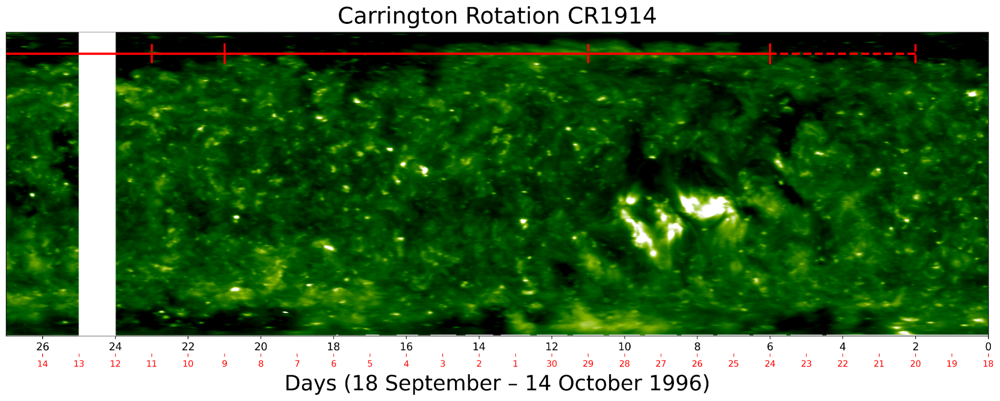 Carrington Rotation CR1914
26 24 22 20 18 16 14 12 10 8 6 4 2 0
14 13 12 11 10 9 8 7 6 5 4 3 2 1 30 29 28 27 26 25 24 23 22 21 20 19 18
Days (18 September – 14 October 1996)